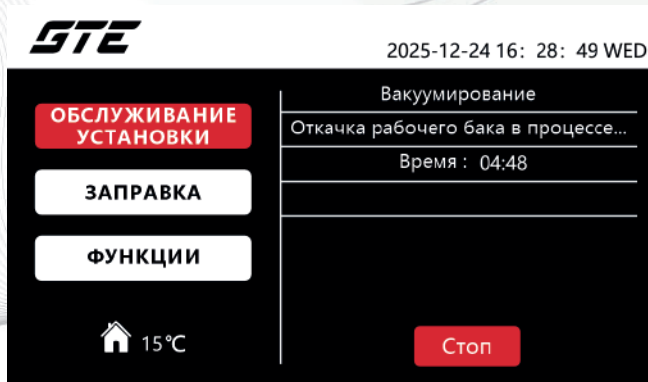 GTE
2025-12-24 16: 28: 49 WED
ОБСЛУЖИВАНИЕ
УСТАНОВКИ
ЗАПРАВКА
ФУНКЦИИ
15℃
Вакуумирование
Откачка рабочего бака в процессе...
Время : 04:48
Стоп